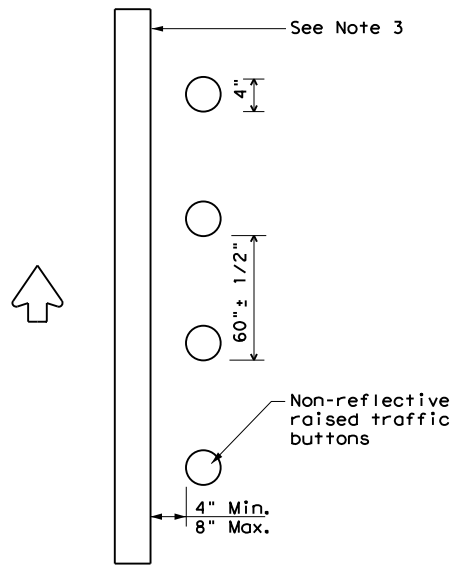 See Note 3
4"
60"± 1/2"
Non-reflective
raised traffic
buttons
4" Min.
8" Max.